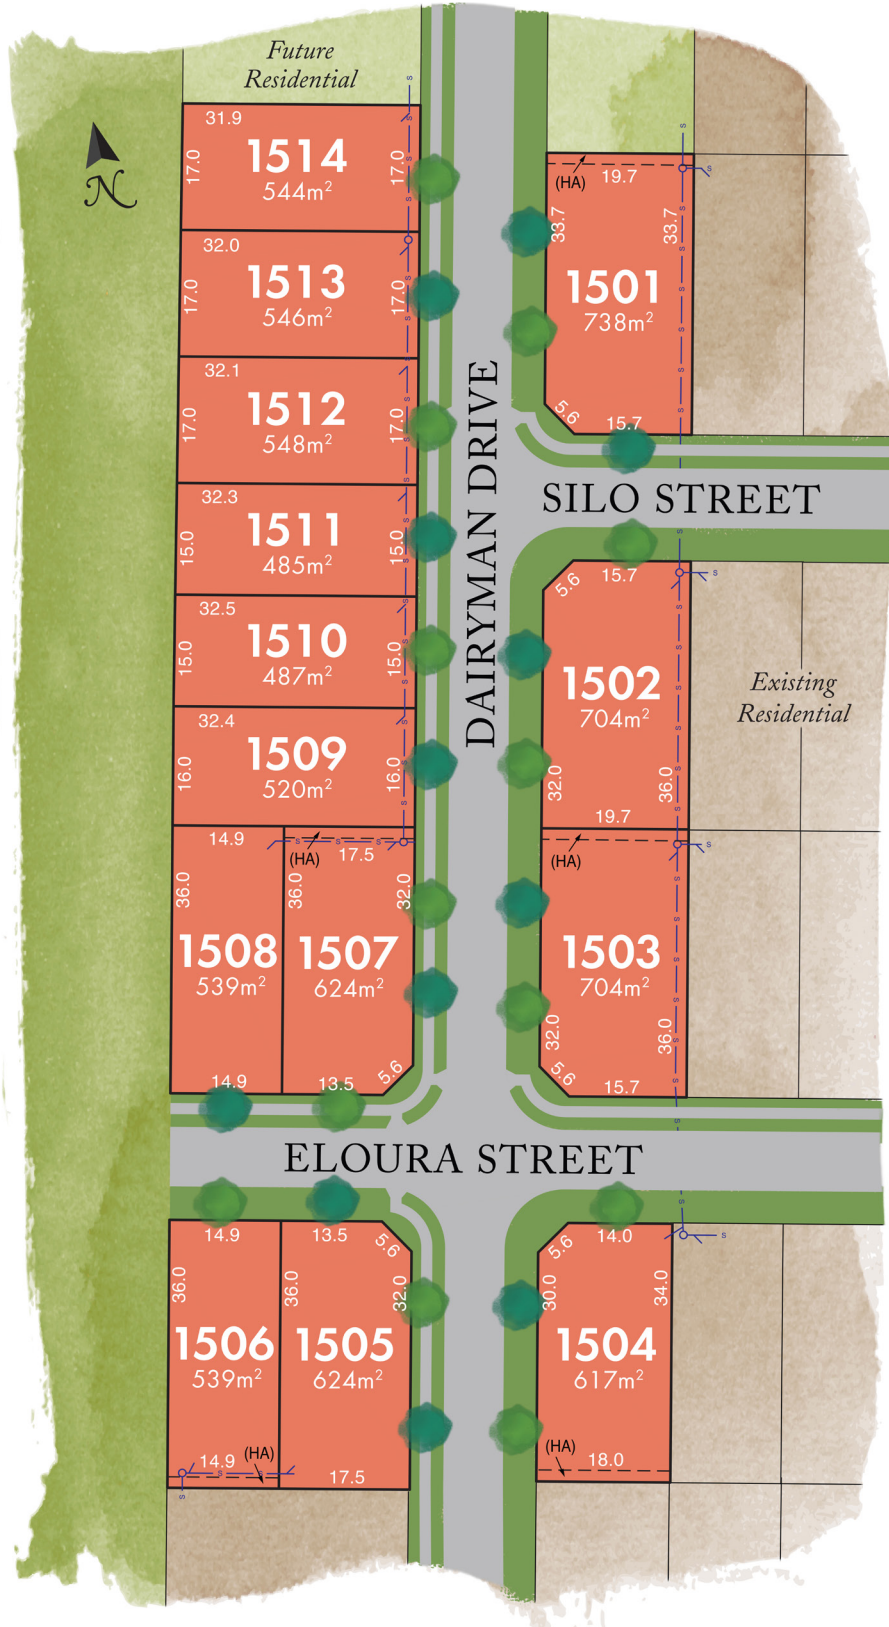 Future
Residential
N
31.9
17.0
1514
544m²
17.0
32.0
17.0
1513
546m²
17.0
32.1
17.0
1512
548m²
17.0
32.3
15.0
1511
485m²
15.0
32.5
15.0
1510
487m²
15.0
32.4
16.0
1509
520m²
16.0
14.9
36.0
1508
539m²
14.9
(HA)
17.5
36.0
32.0
1507
624m²
13.5
5.6
DAIRYMAN DRIVE
(HA)
19.7
33.7
33.7
1501
738m²
5.6
15.7
SILO STREET
5.6
15.7
1502
704m²
32.0
36.0
19.7
Existing
Residential
(HA)
1503
704m²
32.0
36.0
5.6
15.7
ELOURA STREET
14.9
36.0
1506
539m²
14.9
(HA)
13.5
5.6
36.0
32.0
1505
624m²
17.5
5.6
14.0
30.0
34.0
1504
617m²
(HA)
18.0
s
s
s
s
s
s
s
s